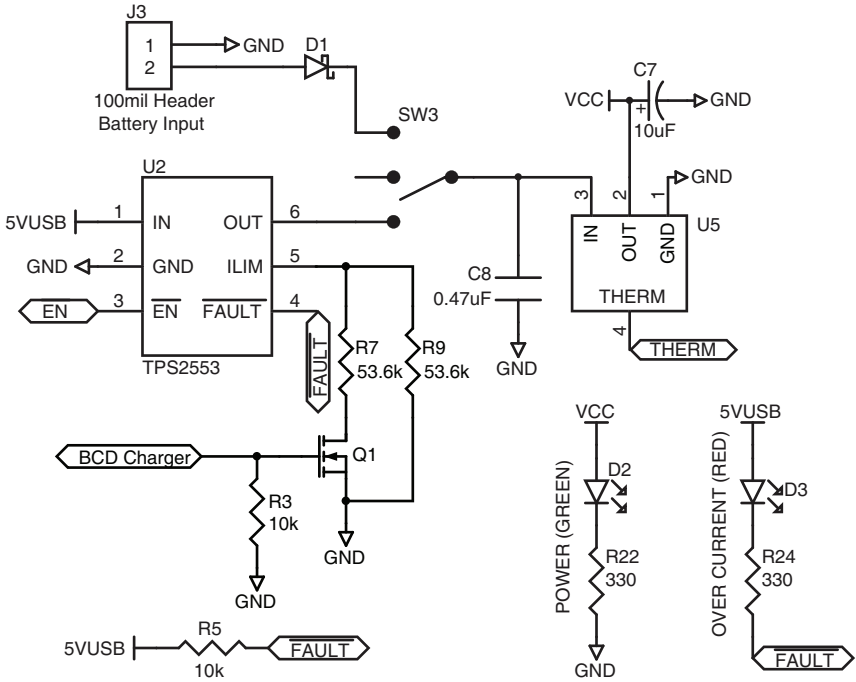 J3
1
2
GND
D1
100mil Header
Battery Input
SW3
C7
VCC
+
10uF
GND
U2
5VUSB
1
IN
OUT
6
GND
2
GND
ILIM
5
EN
3
EN
FAULT
4
TPS2553
FAULT
R7
53.6k
R9
53.6k
C8
0.47uF
GND
3
2
1
GND
IN
OUT
GND
U5
THERM
4
THERM
BCD Charger
Q1
R3
10k
GND
GND
VCC
POWER (GREEN)
D2
R22
330
GND
5VUSB
OVER CURRENT (RED)
D3
R24
330
FAULT
5VUSB
R5
10k
FAULT